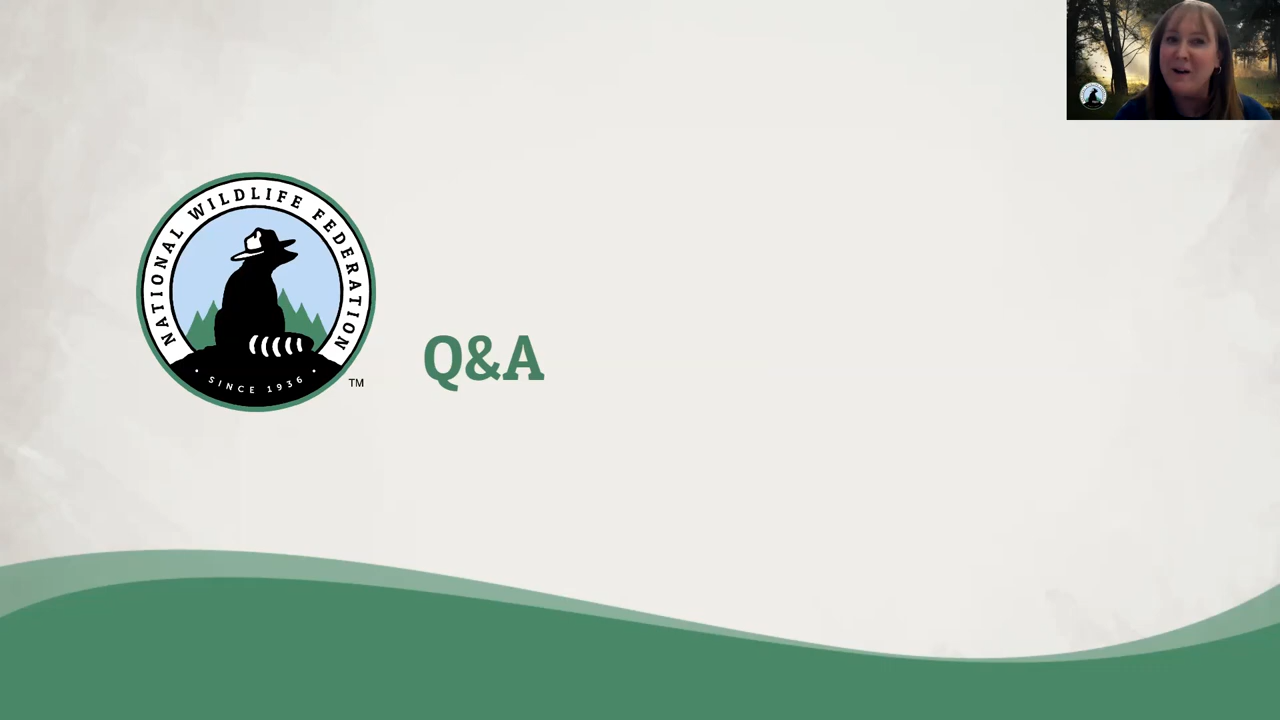 NATIONAL WILDLIFE FEDERATION
• SINCE 1936 •
TM
Q&A